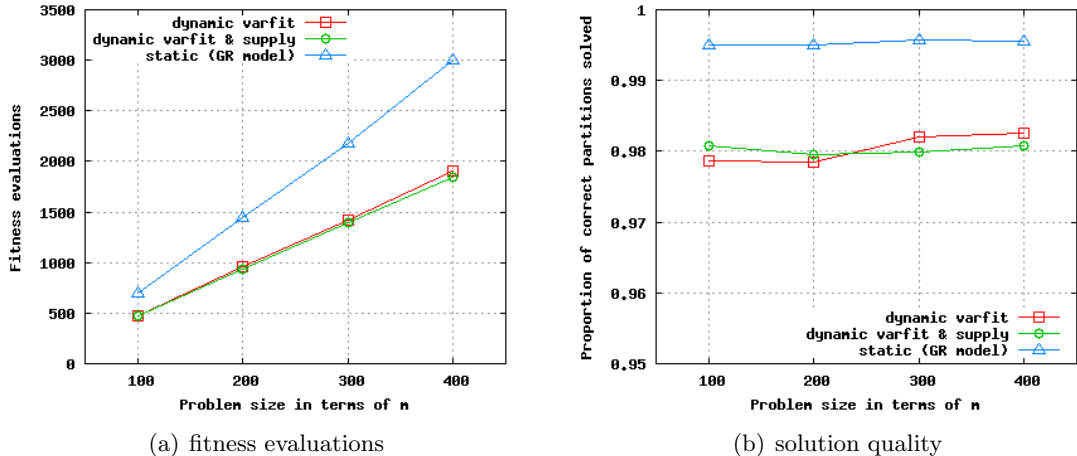 3500
3000
2500
2000
1500
1000
500
0
100 200 300 400
Fitness evaluations
Problem size in terms of m
dynamic varfit
dynamic varfit & supply
static (GR model)
(a) fitness evaluations
1
0.99
0.98
0.97
0.96
0.95
100 200 300 400
Proportion of correct partitions solved
Problem size in terms of m
dynamic varfit
dynamic varfit & supply
static (GR model)
(b) solution quality